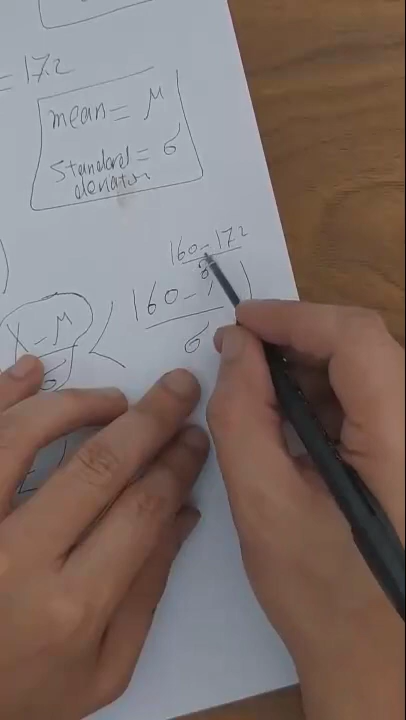 = 172
mean = μ
Standard = σ
deviation
160-172
σ
X-μ < 160-
σ σ